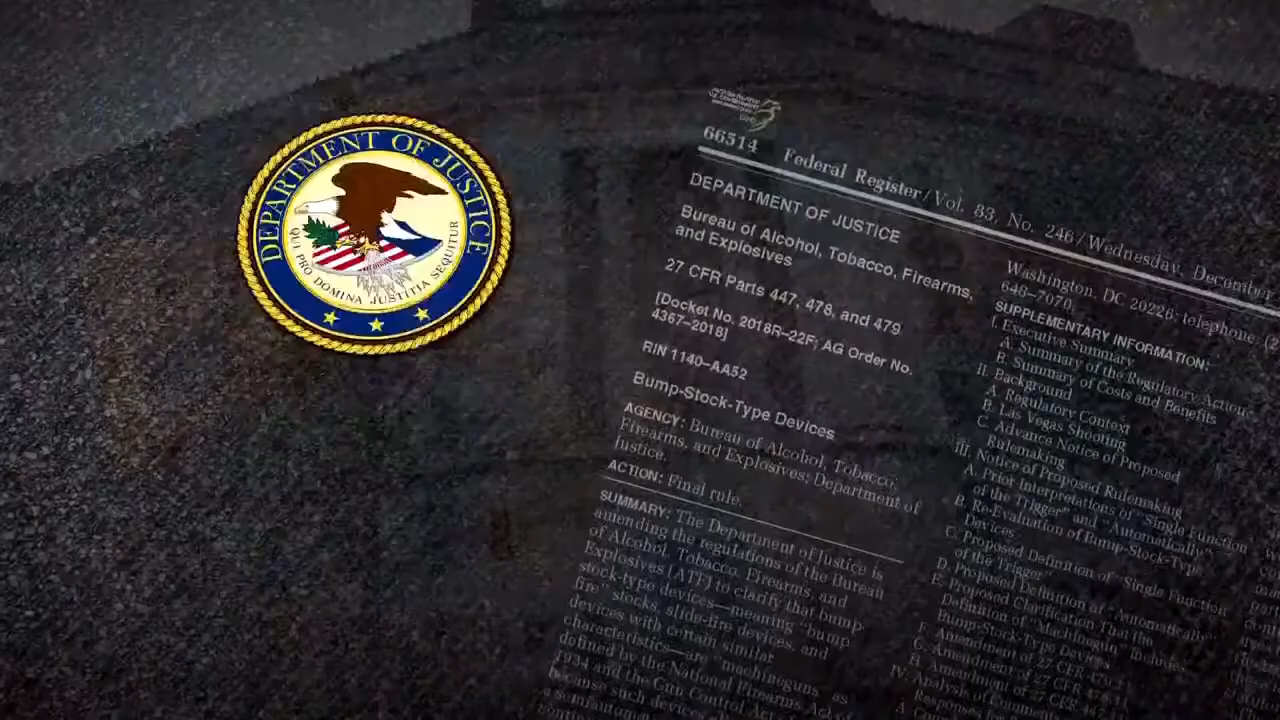 DEPARTMENT OF JUSTICE
QUI PRO DOMINA JUSTITIA SEQUITUR
66514 Federal Register/Vol. 83, No. 246/Wednesday, December
DEPARTMENT OF JUSTICE
Bureau of Alcohol, Tobacco, Firearms,
and Explosives
27 CFR Parts 447, 478, and 479
[Docket No. 2018R–22F; AG Order No.
4367–2018]
RIN 1140–AA52
Bump-Stock-Type Devices
AGENCY: Bureau of Alcohol, Tobacco,
Firearms, and Explosives; Department of
Justice.
ACTION: Final rule.
SUMMARY: The Department of Justice is
amending the regulations of the Bureau
of Alcohol, Tobacco, Firearms, and
Explosives (ATF) to clarify that bump-
stock-type devices—meaning "bump
fire" stocks, slide-fire devices, and
devices with certain similar
characteristics—are "machineguns" as
defined by the National Firearms Act of
1934 and the Gun Control Act
because such devices
a semiautomatic
Washington, DC 20226; telephone: (2
648–7070.
SUPPLEMENTARY INFORMATION:
I. Executive Summary
A. Summary of the Regulatory Action
B. Summary of Costs and Benefits
II. Background
A. Regulatory Context
B. Las Vegas Shooting
C. Advance Notice of Proposed
Rulemaking
III. Notice of Proposed Rulemaking
A. Prior Interpretations of "Single Function
of the Trigger" and "Automatically"
B. Re-Evaluation of Bump-Stock-Type
Devices
C. Proposed Definition of "Single Function
of the Trigger"
D. Proposed Definition of "Automatically"
E. Proposed Clarification That the
Definition of "Machinegun" Includes
Bump-Stock-Type Devices
F. Amendment of 27 CFR 479.11
G. Amendment of 27 CFR 478.11
H. Amendment of 27 CFR 447.11
IV. Analysis of Comments